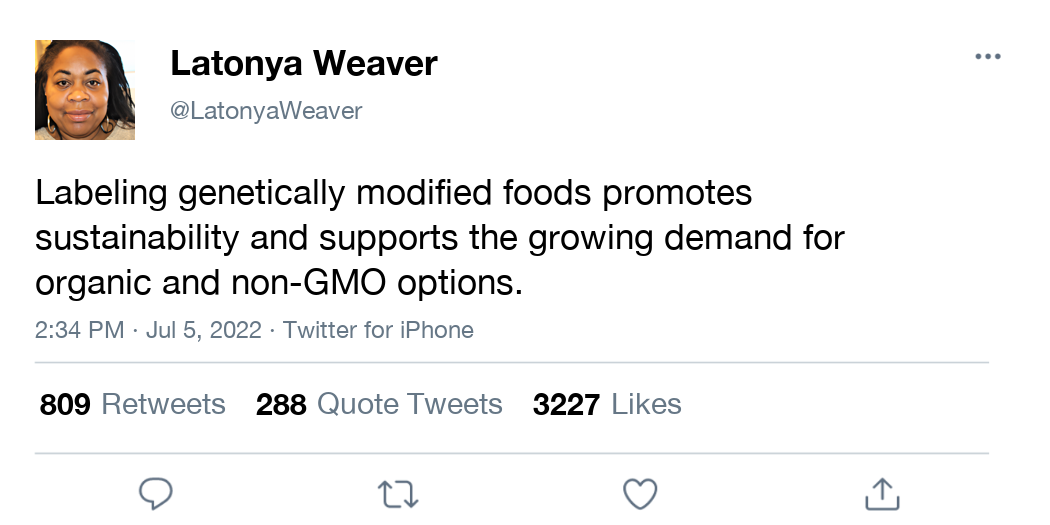 Latonya Weaver
@LatonyaWeaver
Labeling genetically modified foods promotes
sustainability and supports the growing demand for
organic and non-GMO options.
2:34 PM · Jul 5, 2022 · Twitter for iPhone
809 Retweets 288 Quote Tweets 3227 Likes